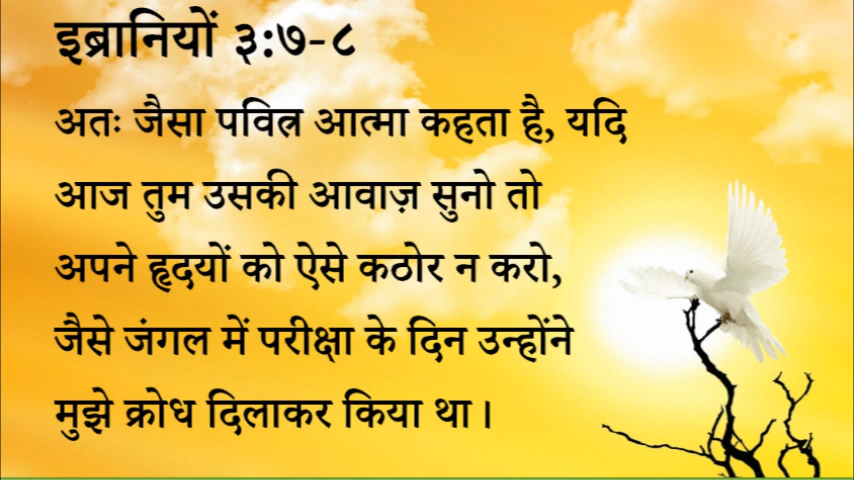 इब्रानियों ३:७-८
अतः जैसा पवित्र आत्मा कहता है, यदि
आज तुम उसकी आवाज़ सुनो तो
अपने हृदयों को ऐसे कठोर न करो,
जैसे जंगल में परीक्षा के दिन उन्होंने
मुझे क्रोध दिलाकर किया था।